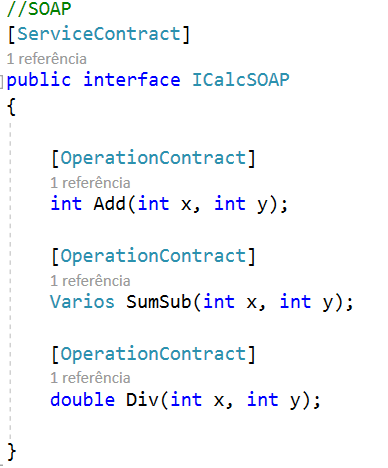 //SOAP
[ServiceContract]
1 referência
public interface ICalcSOAP
{
[OperationContract]
1 referência
int Add(int x, int y);
[OperationContract]
1 referência
Varios SumSub(int x, int y);
[OperationContract]
1 referência
double Div(int x, int y);
}